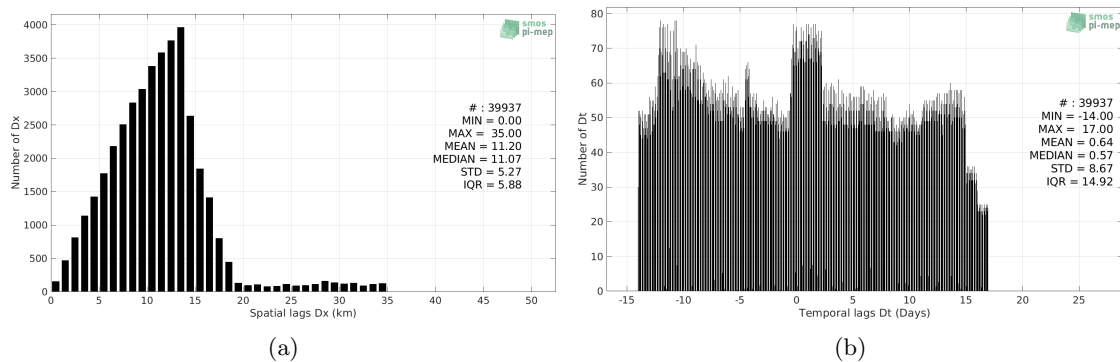 4000
3500
3000
2500
2000
1500
1000
500
0
Number of Dx
smos
pi-mep
# : 39937
MIN = 0.00
MAX = 35.00
MEAN = 11.20
MEDIAN = 11.07
STD = 5.27
IQR = 5.88
0 5 10 15 20 25 30 35 40 45 50
Spatial lags Dx (km)
(a)
80
70
60
50
40
30
20
10
0
Number of Dt
smos
pi-mep
# : 39937
MIN = -14.00
MAX = 17.00
MEAN = 0.64
MEDIAN = 0.57
STD = 8.67
IQR = 14.92
-15 -10 -5 0 5 10 15 20 25
Temporal lags Dt (Days)
(b)